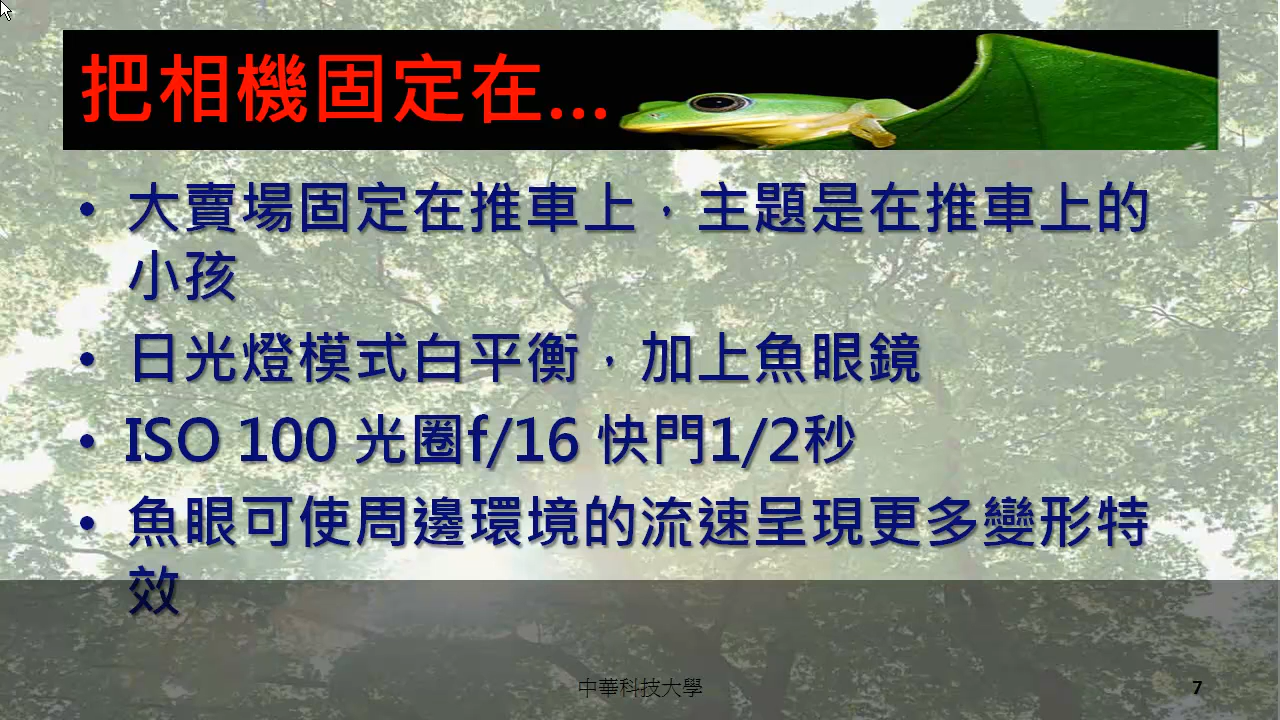 把相機固定在...
• 大賣場固定在推車上，主題是在推車上的
小孩
• 日光燈模式白平衡，加上魚眼鏡
• ISO 100 光圈f/16 快門1/2秒
• 魚眼可使周邊環境的流速呈現更多變形特
效
中華科技大學
7